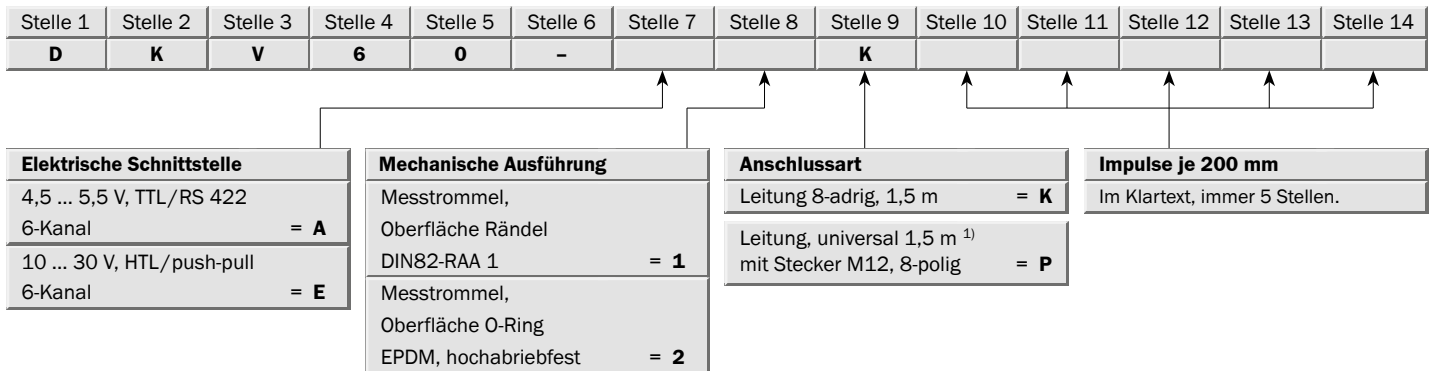 Stelle 1 Stelle 2 Stelle 3 Stelle 4 Stelle 5 Stelle 6 Stelle 7 Stelle 8 Stelle 9 Stelle 10 Stelle 11 Stelle 12 Stelle 13 Stelle 14
D K V 6 0 – K
Elektrische Schnittstelle
4,5 ... 5,5 V, TTL/RS 422
6-Kanal = A
10 ... 30 V, HTL/push-pull
6-Kanal = E
Mechanische Ausführung
Messtrommel,
Oberfläche Rändel
DIN82-RAA 1 = 1
Messtrommel,
Oberfläche O-Ring
EPDM, hochabriebfest = 2
Anschlussart
Leitung 8-adrig, 1,5 m = K
Leitung, universal 1,5 m 1)
mit Stecker M12, 8-polig = P
Impulse je 200 mm
Im Klartext, immer 5 Stellen.